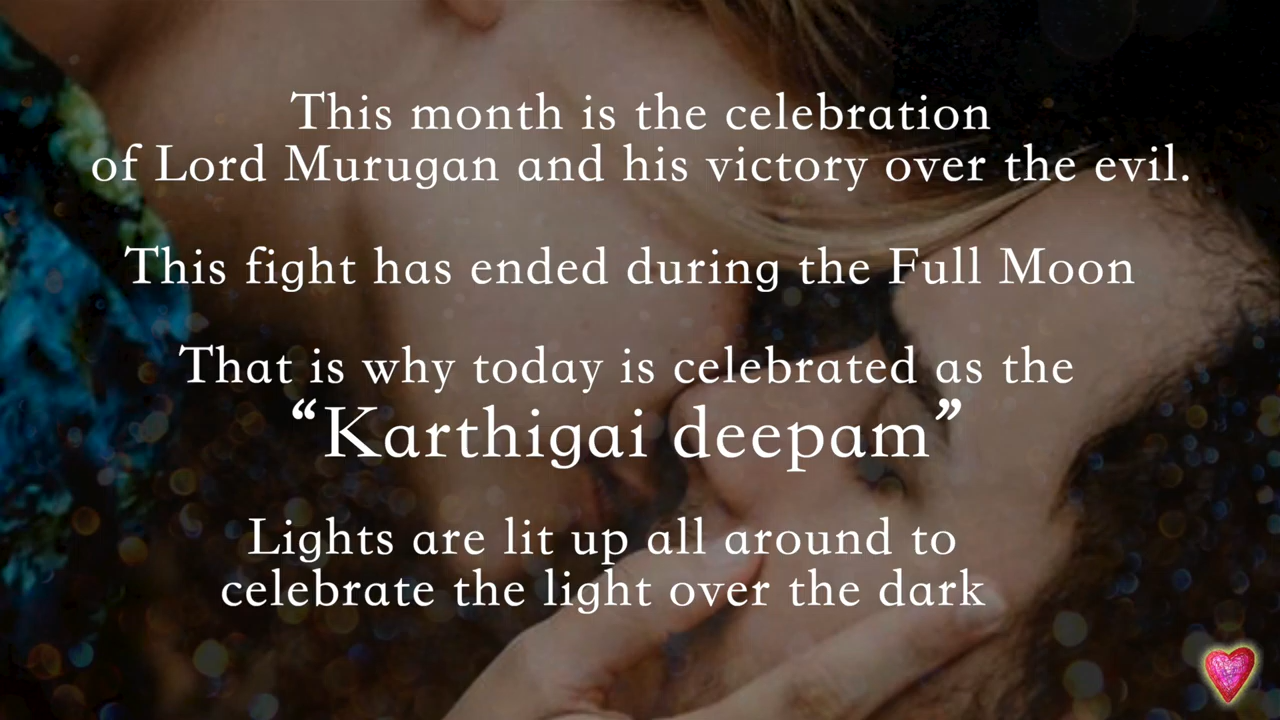 This month is the celebration
of Lord Murugan and his victory over the evil.
This fight has ended during the Full Moon
That is why today is celebrated as the
“Karthigai deepam”
Lights are lit up all around to
celebrate the light over the dark